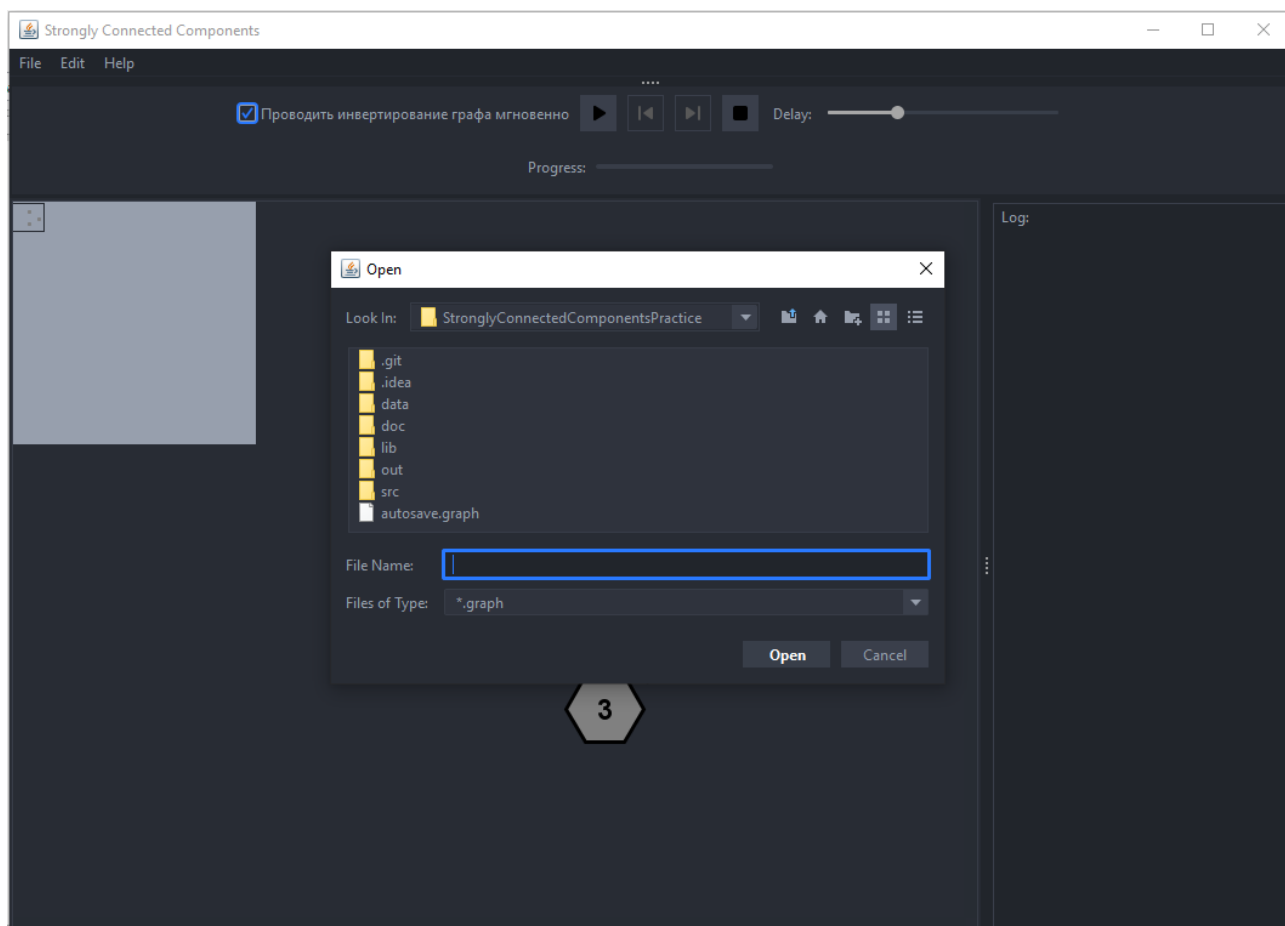 Strongly Connected Components
File Edit Help
Проводить инвертирование графа мгновенно Delay:
Progress:
Log:
Open
Look In: StronglyConnectedComponentsPractice
.git
.idea
data
doc
lib
out
src
autosave.graph
File Name:
Files of Type: *.graph
Open Cancel
3